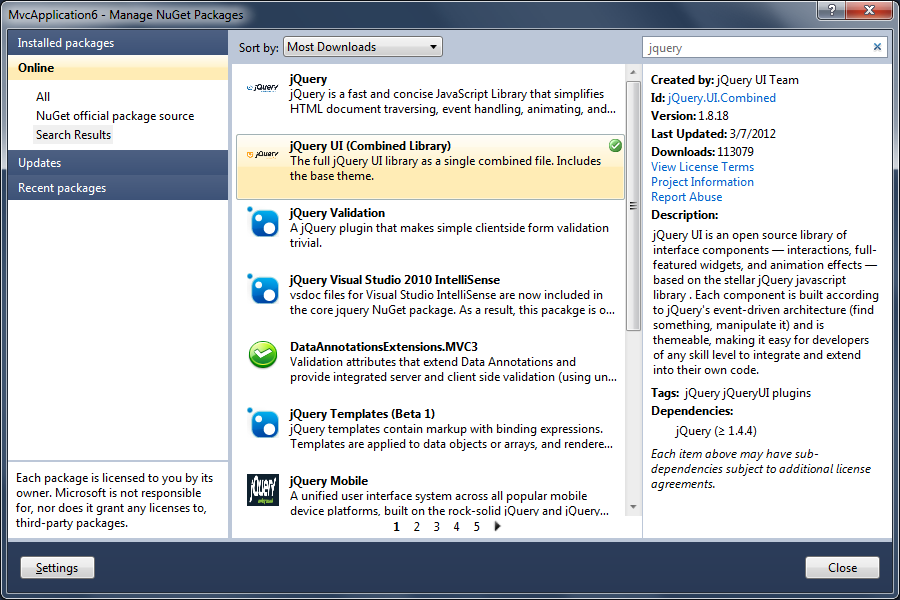 MvcApplication6 - Manage NuGet Packages
Installed packages
Online
All
NuGet official package source
Search Results
Updates
Recent packages
Each package is licensed to you by its
owner. Microsoft is not responsible
for, nor does it grant any licenses to,
third-party packages.
Sort by: Most Downloads
jQuery
jQuery is a fast and concise JavaScript Library that simplifies
HTML document traversing, event handling, animating, and...
jQuery
jQuery UI (Combined Library)
The full jQuery UI library as a single combined file. Includes
the base theme.
jQuery
jQuery Validation
A jQuery plugin that makes simple clientside form validation
trivial.
jQuery Visual Studio 2010 IntelliSense
vsdoc files for Visual Studio IntelliSense are now included in
the core jquery NuGet package. As a result, this pacakge is o...
DataAnnotationsExtensions.MVC3
Validation attributes that extend Data Annotations and
provide integrated server and client side validation (using un...
jQuery Templates (Beta 1)
jQuery templates contain markup with binding expressions.
Templates are applied to data objects or arrays, and rendere...
jQuery
jQuery Mobile
A unified user interface system across all popular mobile
device platforms, built on the rock-solid jQuery and jQuery...
1 2 3 4 5
jquery
Created by: jQuery UI Team
Id: jQuery.UI.Combined
Version: 1.8.18
Last Updated: 3/7/2012
Downloads: 113079
View License Terms
Project Information
Report Abuse
Description:
jQuery UI is an open source library of
interface components — interactions, full-
featured widgets, and animation effects —
based on the stellar jQuery javascript
library . Each component is built according
to jQuery's event-driven architecture (find
something, manipulate it) and is
themeable, making it easy for developers
of any skill level to integrate and extend
into their own code.
Tags: jQuery jQueryUI plugins
Dependencies:
jQuery (≥ 1.4.4)
Each item above may have sub-
dependencies subject to additional license
agreements.
Settings
Close